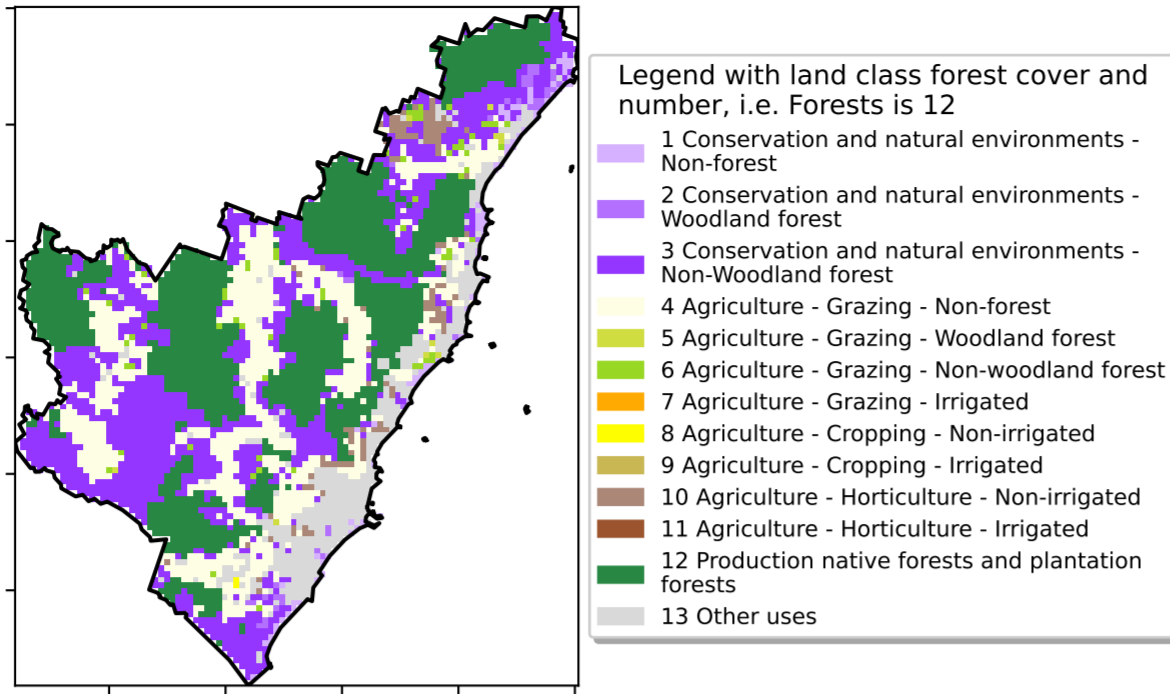 Legend with land class forest cover and
number, i.e. Forests is 12
1 Conservation and natural environments -
Non-forest
2 Conservation and natural environments -
Woodland forest
3 Conservation and natural environments -
Non-Woodland forest
4 Agriculture - Grazing - Non-forest
5 Agriculture - Grazing - Woodland forest
6 Agriculture - Grazing - Non-woodland forest
7 Agriculture - Grazing - Irrigated
8 Agriculture - Cropping - Non-irrigated
9 Agriculture - Cropping - Irrigated
10 Agriculture - Horticulture - Non-irrigated
11 Agriculture - Horticulture - Irrigated
12 Production native forests and plantation
forests
13 Other uses